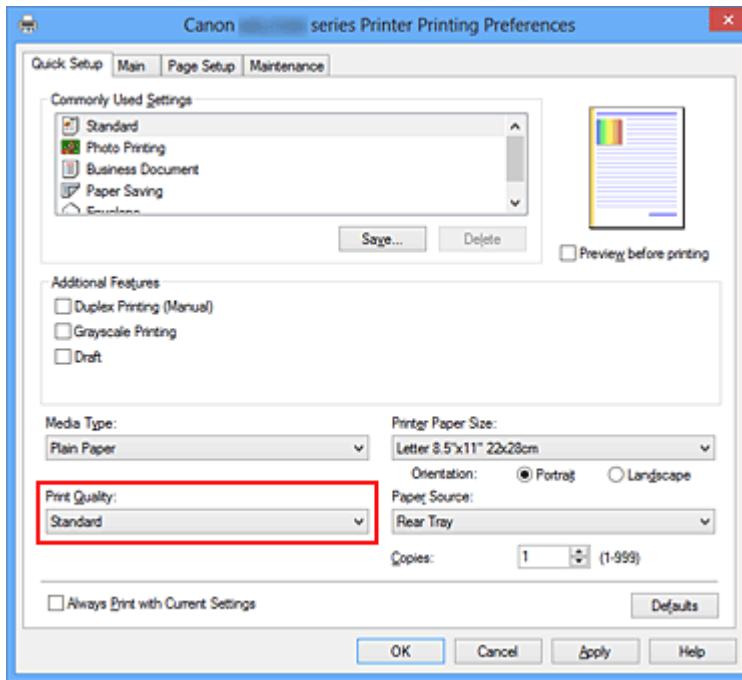 Canon series Printer Printing Preferences
Quick Setup Main Page Setup Maintenance
Commonly Used Settings
Standard
Photo Printing
Business Document
Paper Saving
Envelope
Save... Delete
Preview before printing
Additional Features
Duplex Printing (Manual)
Grayscale Printing
Draft
Media Type:
Plain Paper
Printer Paper Size:
Letter 8.5"x11" 22x28cm
Orientation: Portrait Landscape
Print Quality:
Standard
Paper Source:
Rear Tray
Copies: 1 (1-999)
Always Print with Current Settings
Defaults
OK Cancel Apply Help